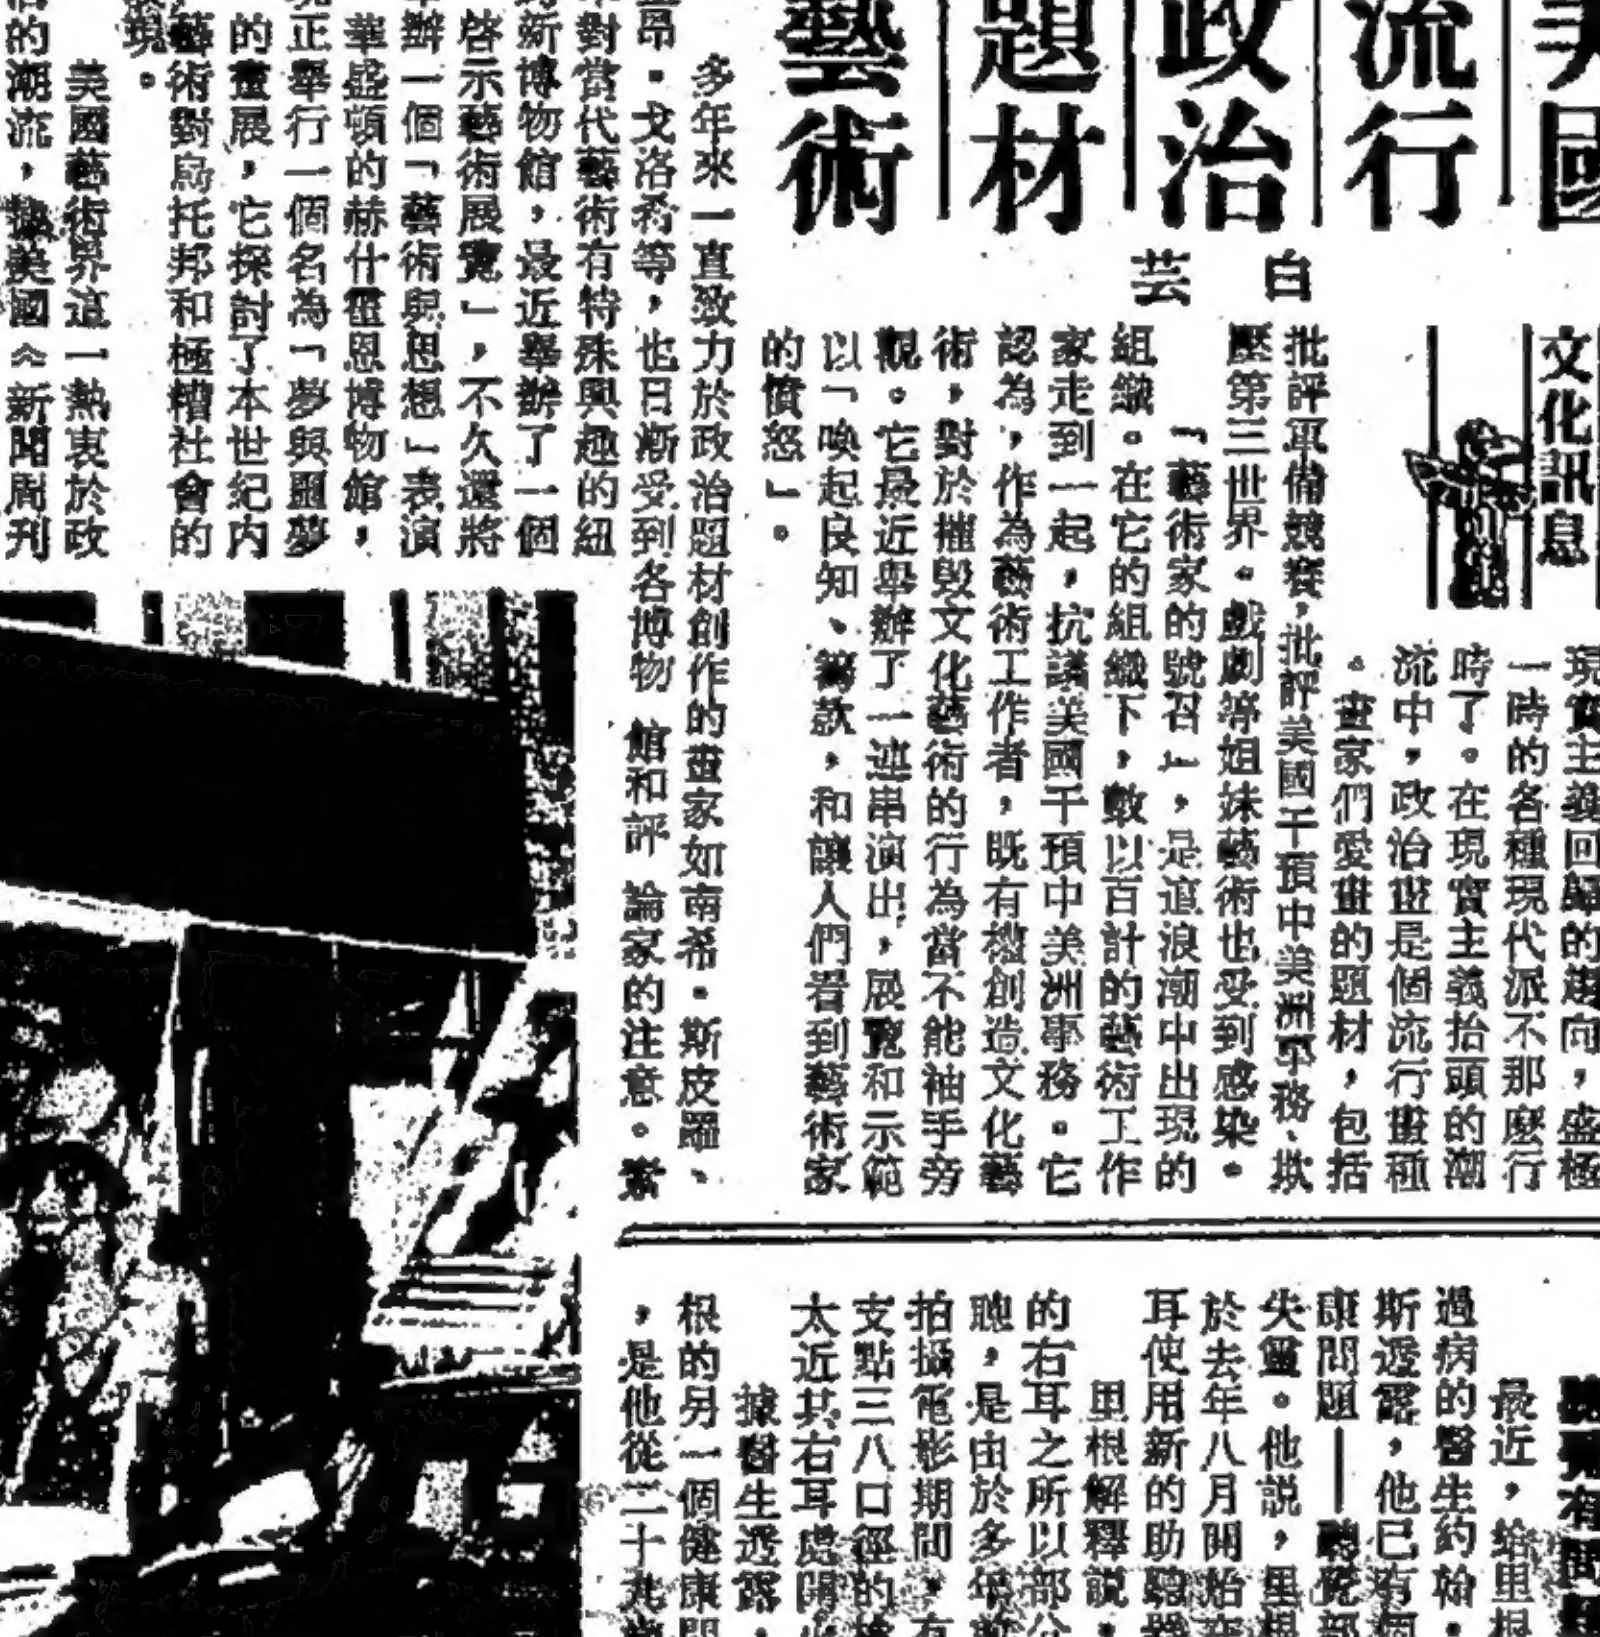 美國
流行
政治
題材
藝術
白芸
文化訊息
現實主義回歸的趨向，盛極
一時的各種現代派不那麼行
時了。在現實主義抬頭的潮
流中，政治畫是個流行畫種
。畫家們愛畫的題材，包括
批評軍備競賽，批評美國干預中美洲事務、欺
壓第三世界。戲劇等姐妹藝術也受到感染。
「藝術家的號召」，是這浪潮中出現的
組織。在它的組織下，數以百計的藝術工作
家走到一起，抗議美國干預中美洲事務。它
認為，作為藝術工作者，既有權創造文化藝
術，對於摧毀文化藝術的行為當不能袖手旁
觀。它最近舉辦了一連串演出，展覽和示範
以「喚起良知、籌款，和讓人們看到藝術家
的憤怒」。
多年來一直致力於政治題材創作的畫家如南希·斯皮羅、
昂·戈洛希等，也日漸受到各博物館和評論家的注意。素
對當代藝術有特殊興趣的紐
新博物館，最近舉辦了一個
啓示藝術展覽」，不久還將
辦一個「藝術與思想」表演
華盛頓的赫什霍恩博物館，
正舉行一個名為「夢與噩夢
的畫展，它探討了本世紀内
藝術對烏托邦和極糟社會的
現。
美國藝術界這一熱衷於政
的潮流，據美國《新聞周刊
最近，給里根
過病的醫生約翰·
斯透露，他已有個
康問題——聽覺部
失靈。他說，里根
於去年八月開始在
耳使用新的助聽器
里根解釋說，
的右耳之所以部分
聰，是由於多年前
拍攝電影期間，有
支點三八口徑的槍
太近其右耳處開火
據醫生透露，
根的另一個健康問
，是他從二十九歲